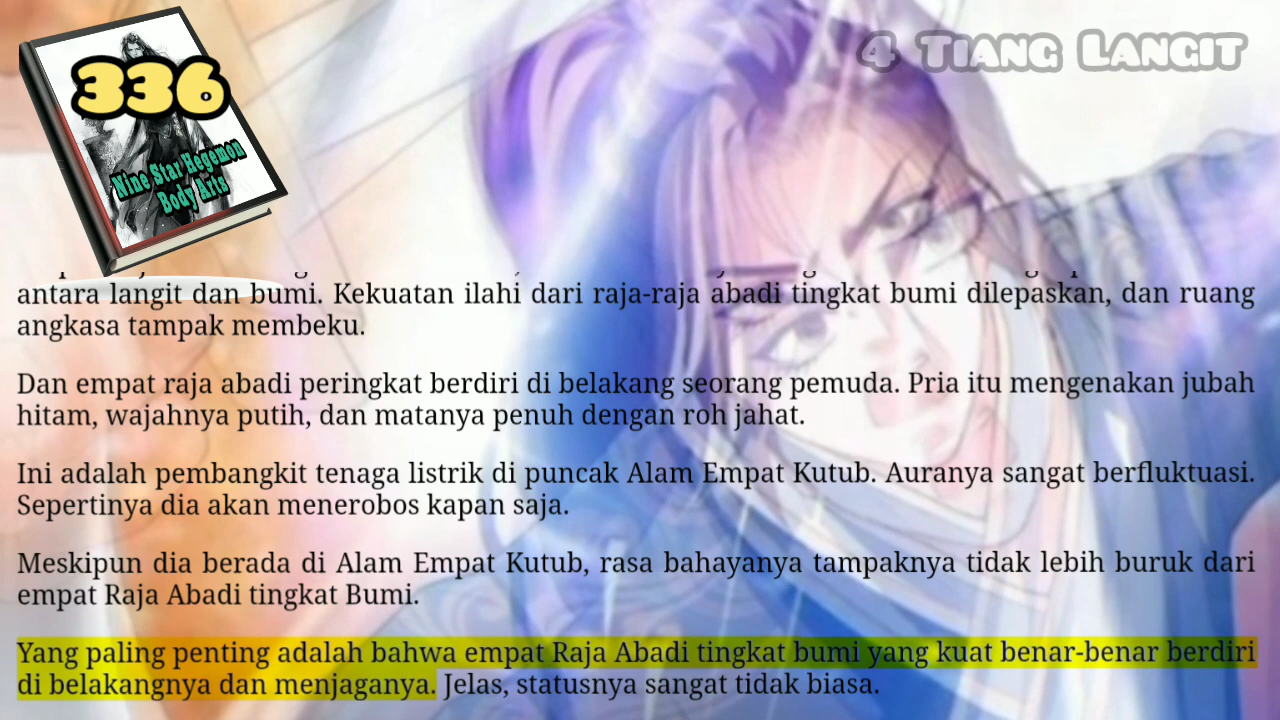 336
4 Tiang Langit
Nine Star Hegemon
Body Arts
antara langit dan bumi. Kekuatan ilahi dari raja-raja abadi tingkat bumi dilepaskan, dan ruang
angkasa tampak membeku.
Dan empat raja abadi peringkat berdiri di belakang seorang pemuda. Pria itu mengenakan jubah
hitam, wajahnya putih, dan matanya penuh dengan roh jahat.
Ini adalah pembangkit tenaga listrik di puncak Alam Empat Kutub. Auranya sangat berfluktuasi.
Sepertinya dia akan menerobos kapan saja.
Meskipun dia berada di Alam Empat Kutub, rasa bahayanya tampaknya tidak lebih buruk dari
empat Raja Abadi tingkat Bumi.
Yang paling penting adalah bahwa empat Raja Abadi tingkat bumi yang kuat benar-benar berdiri
di belakangnya dan menjaganya. Jelas, statusnya sangat tidak biasa.